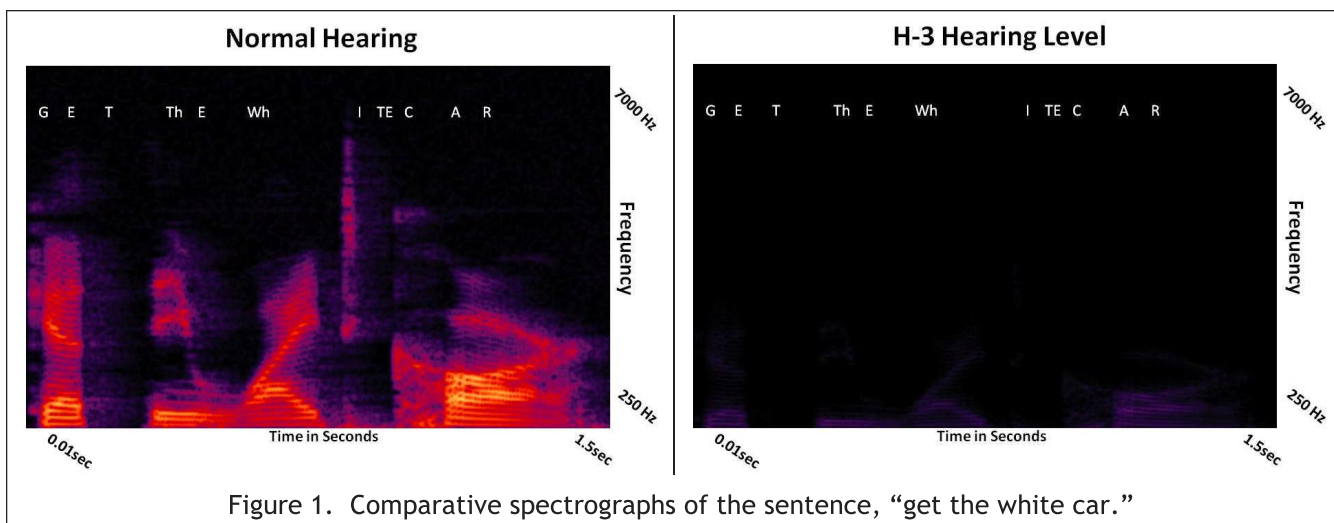 Normal Hearing
G E T Th E Wh I TE C A R
7000 Hz
Frequency
250 Hz
0.01sec
Time in Seconds
1.5sec
H-3 Hearing Level
G E T Th E Wh I TE C A R
7000 Hz
Frequency
250 Hz
0.01sec
Time in Seconds
1.5sec
Figure 1. Comparative spectrographs of the sentence, “get the white car.”